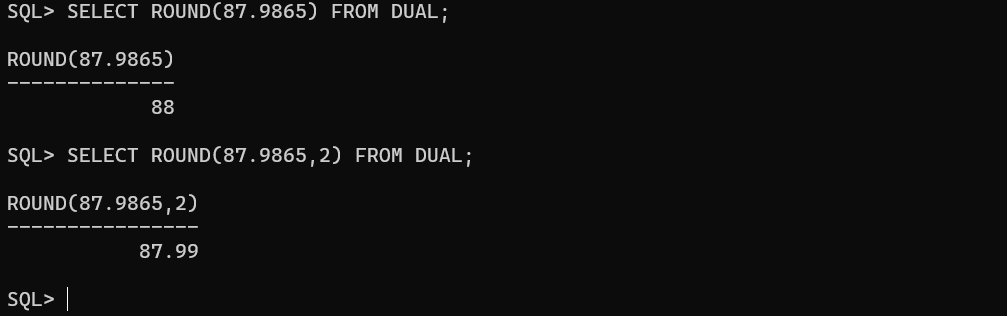 SQL> SELECT ROUND(87.9865) FROM DUAL;
ROUND(87.9865)
--------------
88
SQL> SELECT ROUND(87.9865,2) FROM DUAL;
ROUND(87.9865,2)
----------------
87.99
SQL>